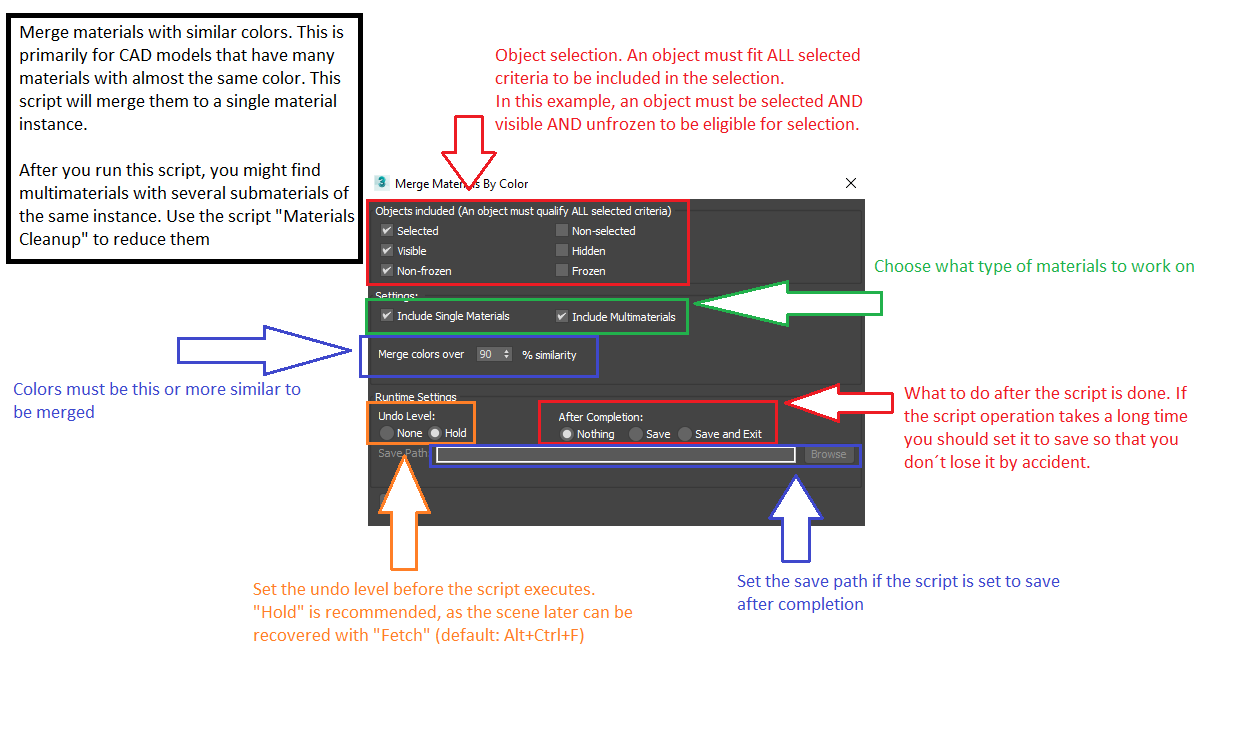 Merge materials with similar colors. This is
primarily for CAD models that have many
materials with almost the same color. This
script will merge them to a single material
instance.
After you run this script, you might find
multimaterials with several submaterials of
the same instance. Use the script "Materials
Cleanup" to reduce them
Object selection. An object must fit ALL selected
criteria to be included in the selection.
In this example, an object must be selected AND
visible AND unfrozen to be eligible for selection.
3 Merge Materials By Color
Objects included (An object must qualify ALL selected criteria)
Selected Non-selected
Visible Hidden
Non-frozen Frozen
Choose what type of materials to work on
Settings:
Include Single Materials Include Multimaterials
Merge colors over 90 % similarity
Colors must be this or more similar to
be merged
Runtime Settings
Undo Level: After Completion:
None Hold Nothing Save Save and Exit
Save Path: Browse
What to do after the script is done. If
the script operation takes a long time
you should set it to save so that you
don´t lose it by accident.
Set the undo level before the script executes.
"Hold" is recommended, as the scene later can be
recovered with "Fetch" (default: Alt+Ctrl+F)
Set the save path if the script is set to save
after completion